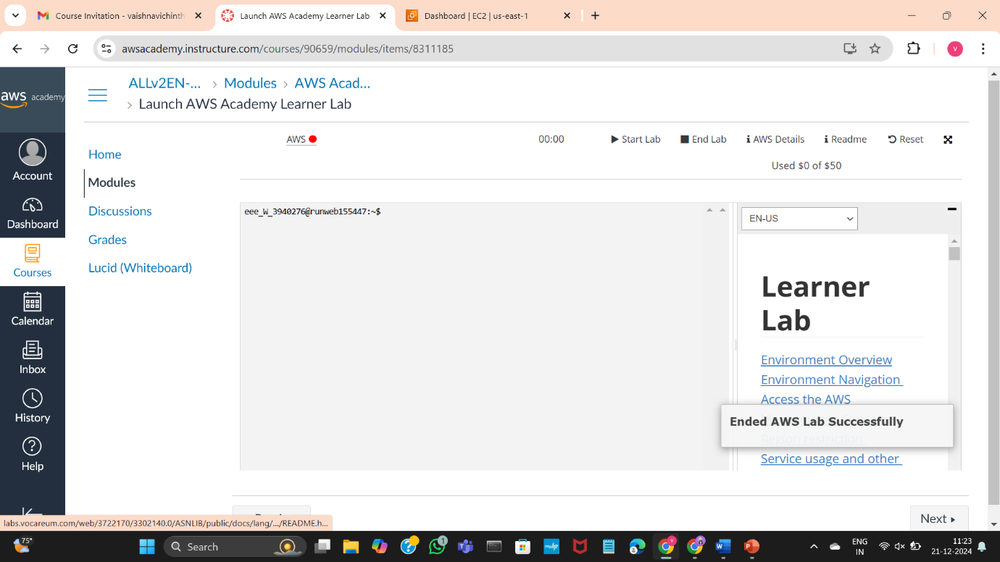 Course Invitation - vaishnavichinth
Launch AWS Academy Learner Lab
Dashboard | EC2 | us-east-1
awsacademy.instructure.com/courses/90659/modules/items/8311185
V
aws academy
ALLv2EN-... > Modules > AWS Acad...
> Launch AWS Academy Learner Lab
AWS
00:00
Start Lab
End Lab
AWS Details
Readme
Reset
Used $0 of $50
Account
Dashboard
Courses
Calendar
Inbox
History
Help
Home
Modules
Discussions
Grades
Lucid (Whiteboard)
eee_W_3940276@runweb155447:~$
EN-US
Learner
Lab
Environment Overview
Environment Navigation
Access the AWS
Ended AWS Lab Successfully
Region restriction
Service usage and other
Next
labs.vocareum.com/web/3722170/3302140.0/ASNLIB/public/docs/lang/.../README.h...
75°
Search
1
ENG
IN
11:23
21-12-2024